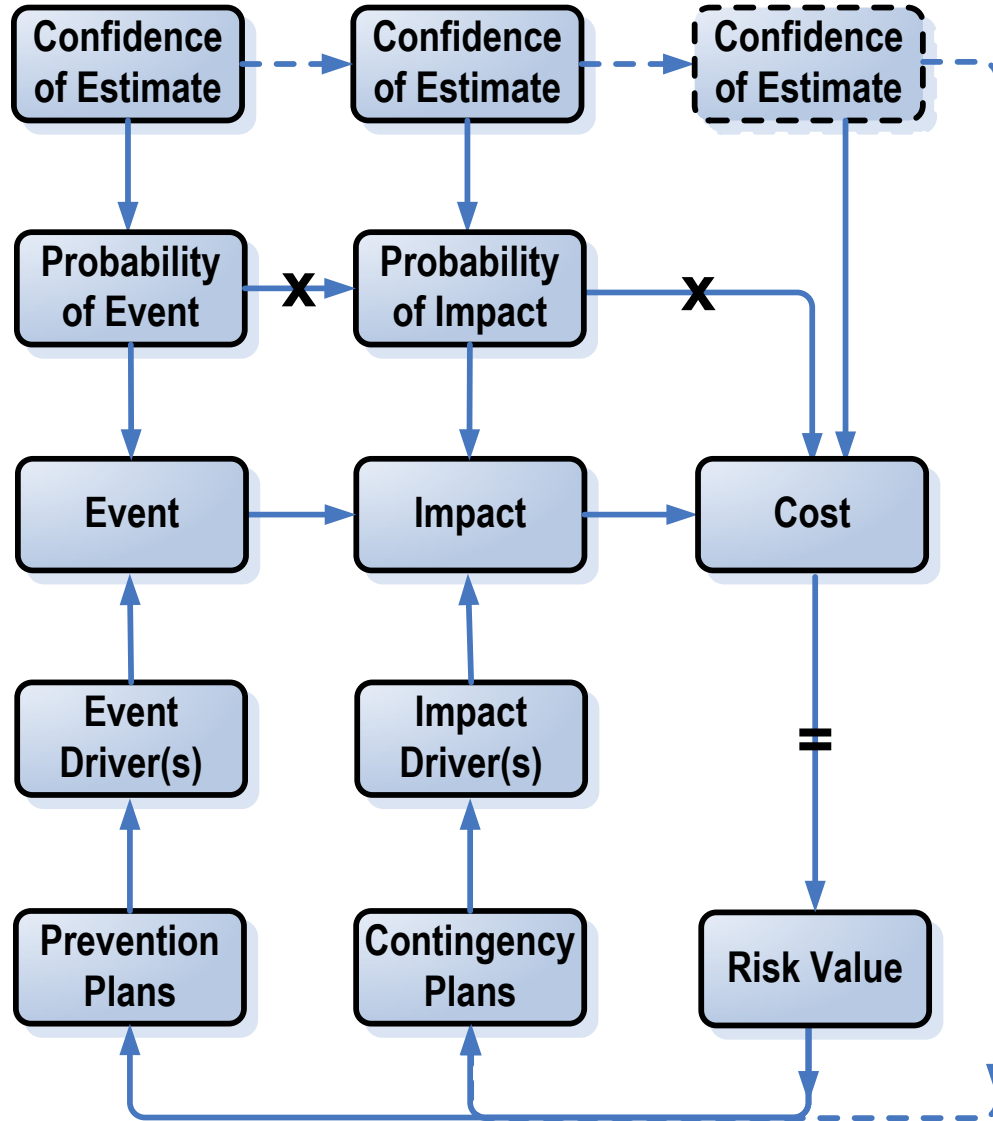 Confidence
of Estimate
Confidence
of Estimate
Confidence
of Estimate
Probability
of Event
x
Probability
of Impact
x
Event
Impact
Cost
Event
Driver(s)
Impact
Driver(s)
=
Prevention
Plans
Contingency
Plans
Risk Value